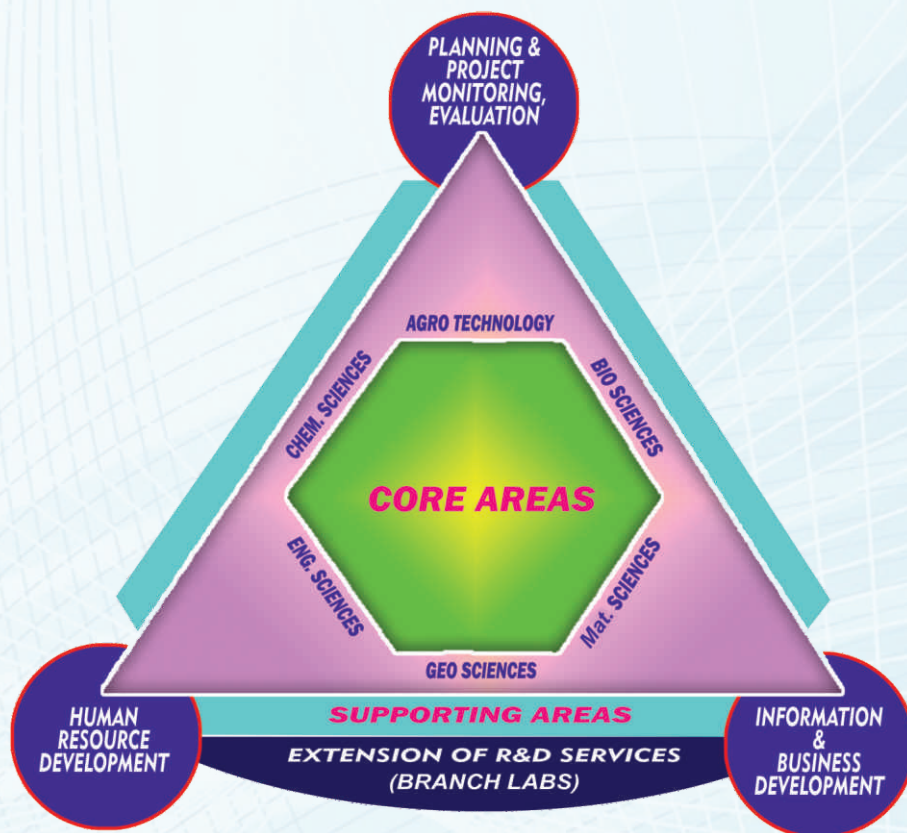 PLANNING &
PROJECT
MONITORING,
EVALUATION
AGRO TECHNOLOGY
CHEM. SCIENCES
BIO SCIENCES
CORE AREAS
ENG. SCIENCES
Mat. SCIENCES
GEO SCIENCES
HUMAN
RESOURCE
DEVELOPMENT
SUPPORTING AREAS
INFORMATION
&
BUSINESS
DEVELOPMENT
EXTENSION OF R&D SERVICES
(BRANCH LABS)